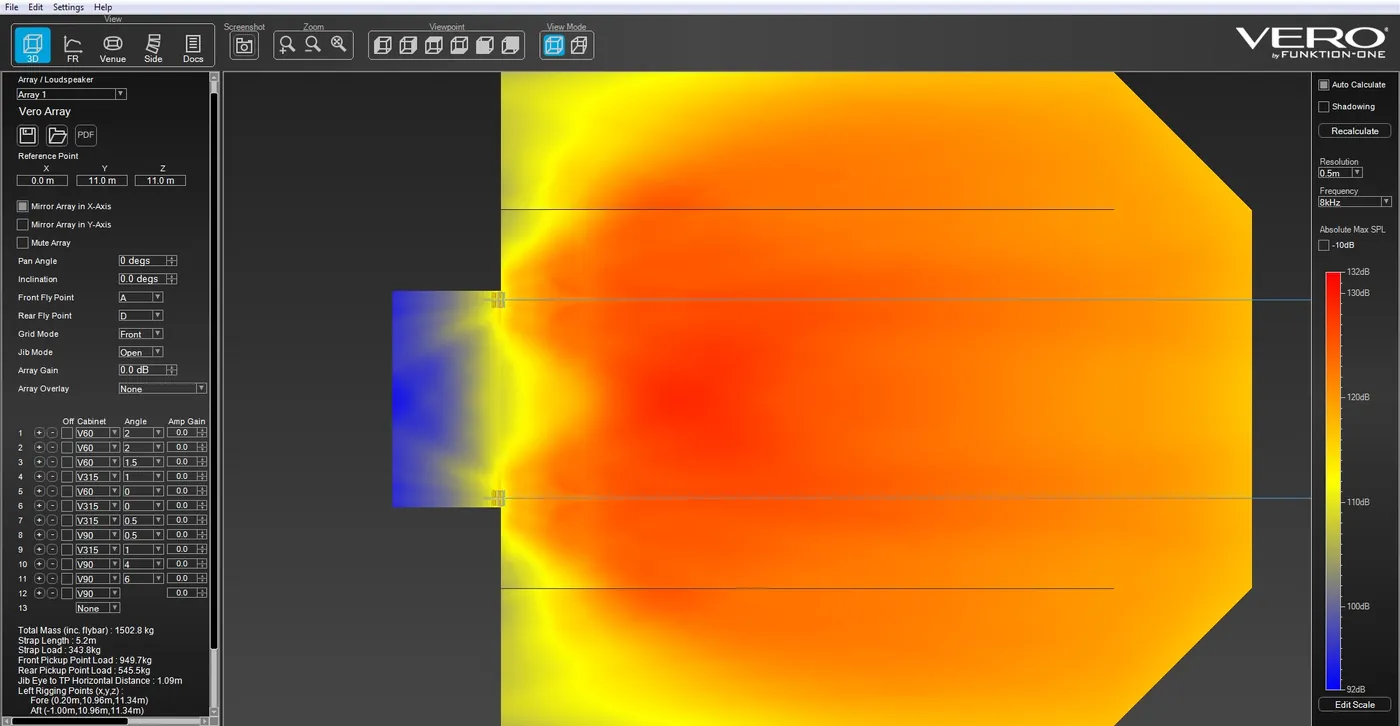 File Edit Settings Help
View
Screenshot
Zoom
Viewpoint
View Mode
3D FR Venue Side Docs
VERO
by FUNKTION-ONE
Array / Loudspeaker
Array 1
Vero Array
PDF
Reference Point
X Y Z
0.0 m 11.0 m 11.0 m
Mirror Array in X-Axis
Mirror Array in Y-Axis
Mute Array
Pan Angle 0 degs
Inclination 0.0 degs
Front Fly Point A
Rear Fly Point D
Grid Mode Front
Jib Mode Open
Array Gain 0.0 dB
Array Overlay None
Off Cabinet Angle Amp Gain
1 + - V60 2 0.0
2 + - V60 2 0.0
3 + - V60 1.5 0.0
4 + - V315 1 0.0
5 + - V60 0 0.0
6 + - V315 0 0.0
7 + - V315 0.5 0.0
8 + - V90 0.5 0.0
9 + - V315 1 0.0
10 + - V90 4 0.0
11 + - V90 6 0.0
12 + - V90 0.0
13 None
Total Mass (inc. flybar) : 1502.8 kg
Strap Length : 5.2m
Strap Load : 343.8kg
Front Pickup Point Load : 949.7kg
Rear Pickup Point Load : 545.5kg
Jib Eye to TP Horizontal Distance : 1.09m
Left Rigging Points (x,y,z) :
Fore (0.20m,10.96m,11.34m)
Aft (-1.00m,10.96m,11.34m)
Auto Calculate
Shadowing
Recalculate
Resolution
0.5m
Frequency
8kHz
Absolute Max SPL
-10dB
132dB
130dB
120dB
110dB
100dB
92dB
Edit Scale